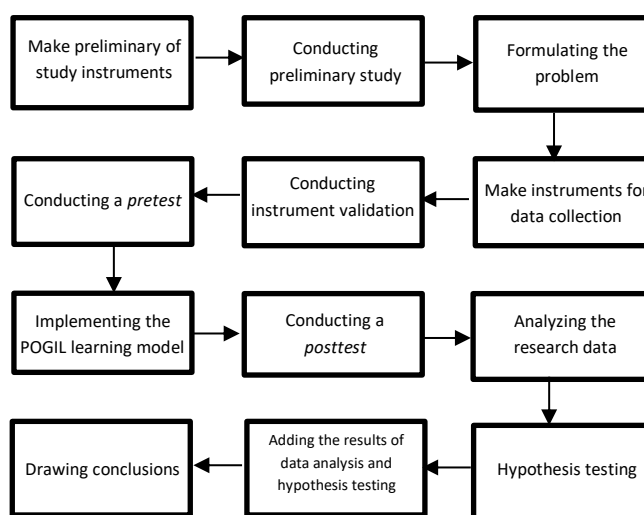 Make preliminary of
study instruments
Conducting
preliminary study
Formulating the
problem
Make instruments for
data collection
Conducting
instrument validation
Conducting a pretest
Implementing the
POGIL learning model
Conducting a
posttest
Analyzing the
research data
Hypothesis testing
Adding the results of
data analysis and
hypothesis testing
Drawing conclusions